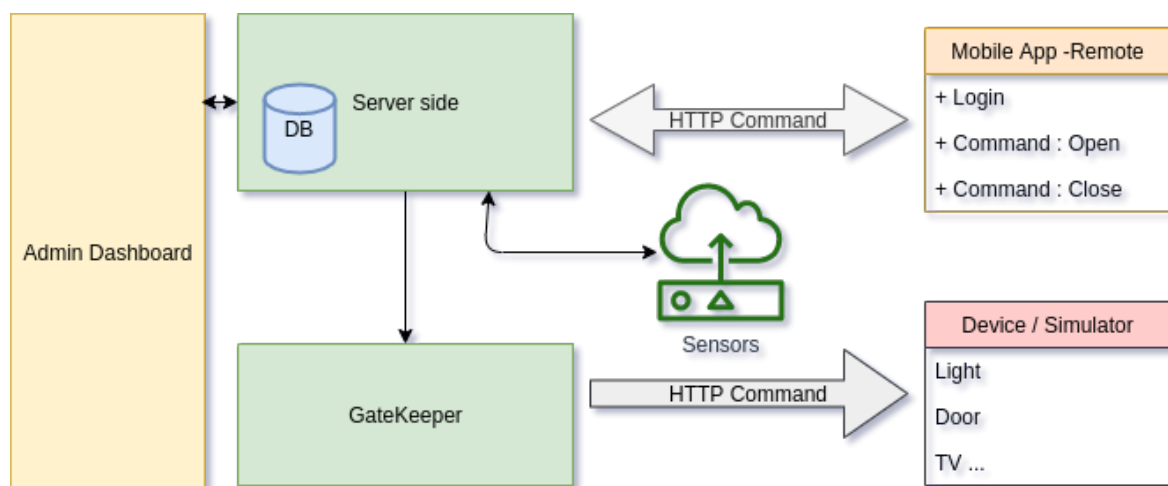 Admin Dashboard
DB
Server side
HTTP Command
Mobile App -Remote
+ Login
+ Command : Open
+ Command : Close
Sensors
GateKeeper
HTTP Command
Device / Simulator
Light
Door
TV ...